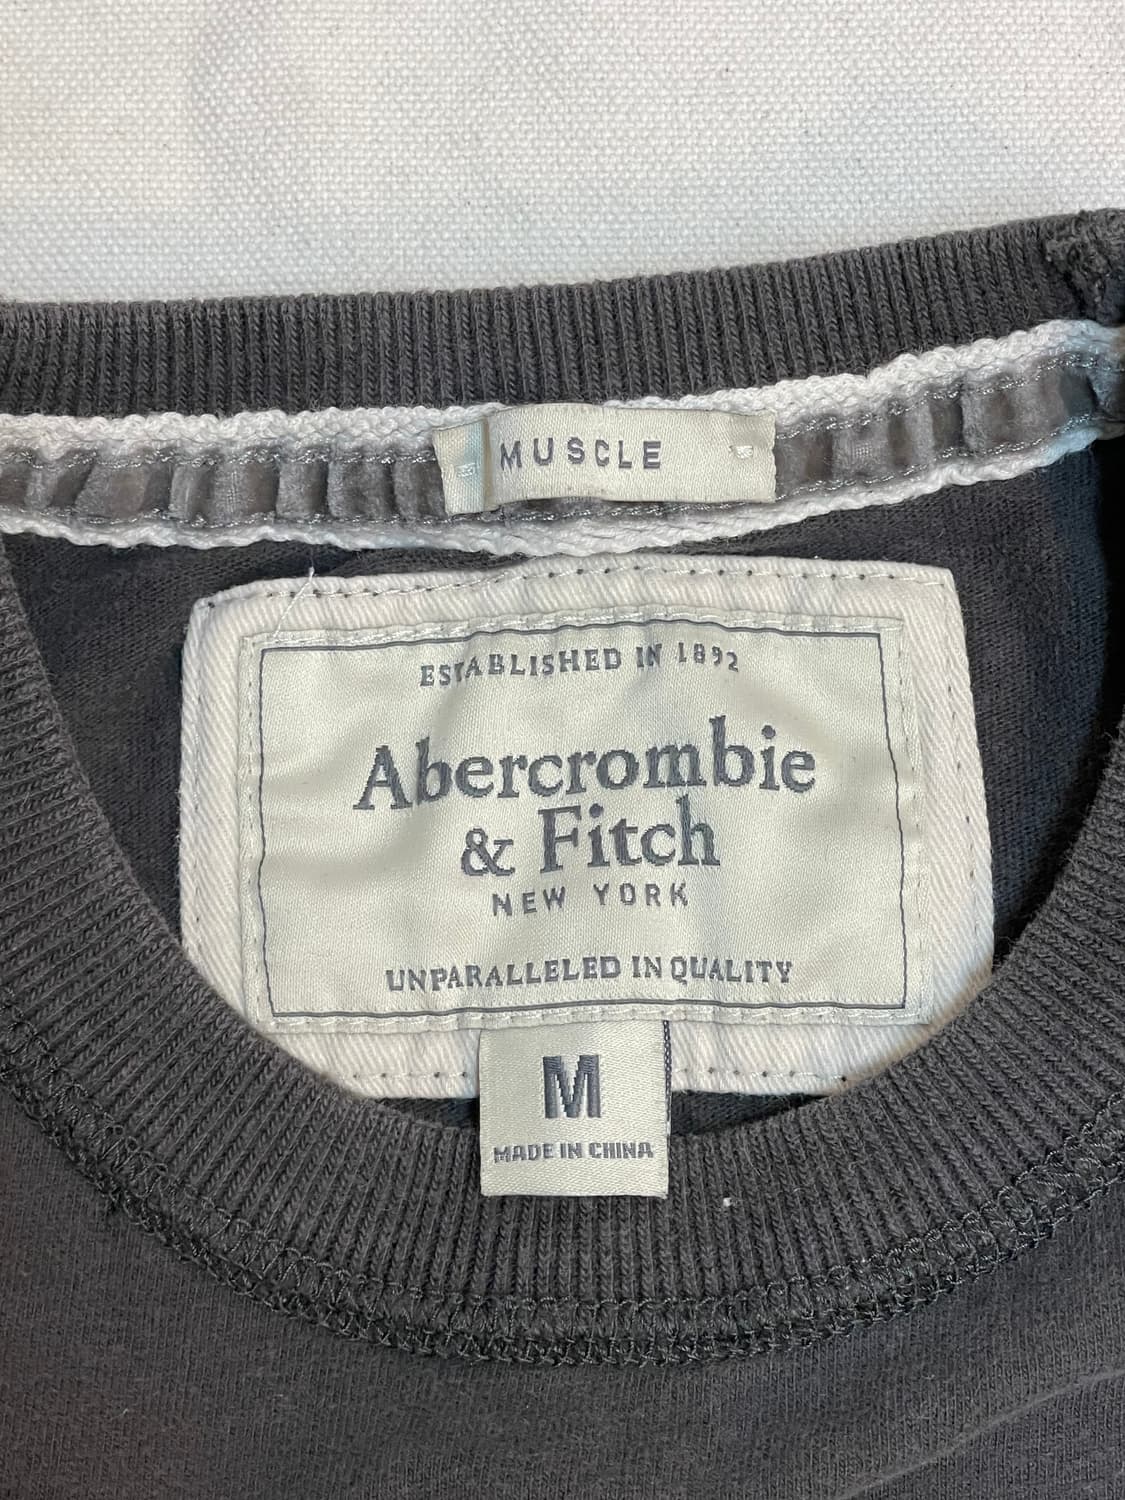 MUSCLE
ESTABLISHED IN 1892
Abercrombie
& Fitch
NEW YORK
UNPARALLELED IN QUALITY
M
MADE IN CHINA